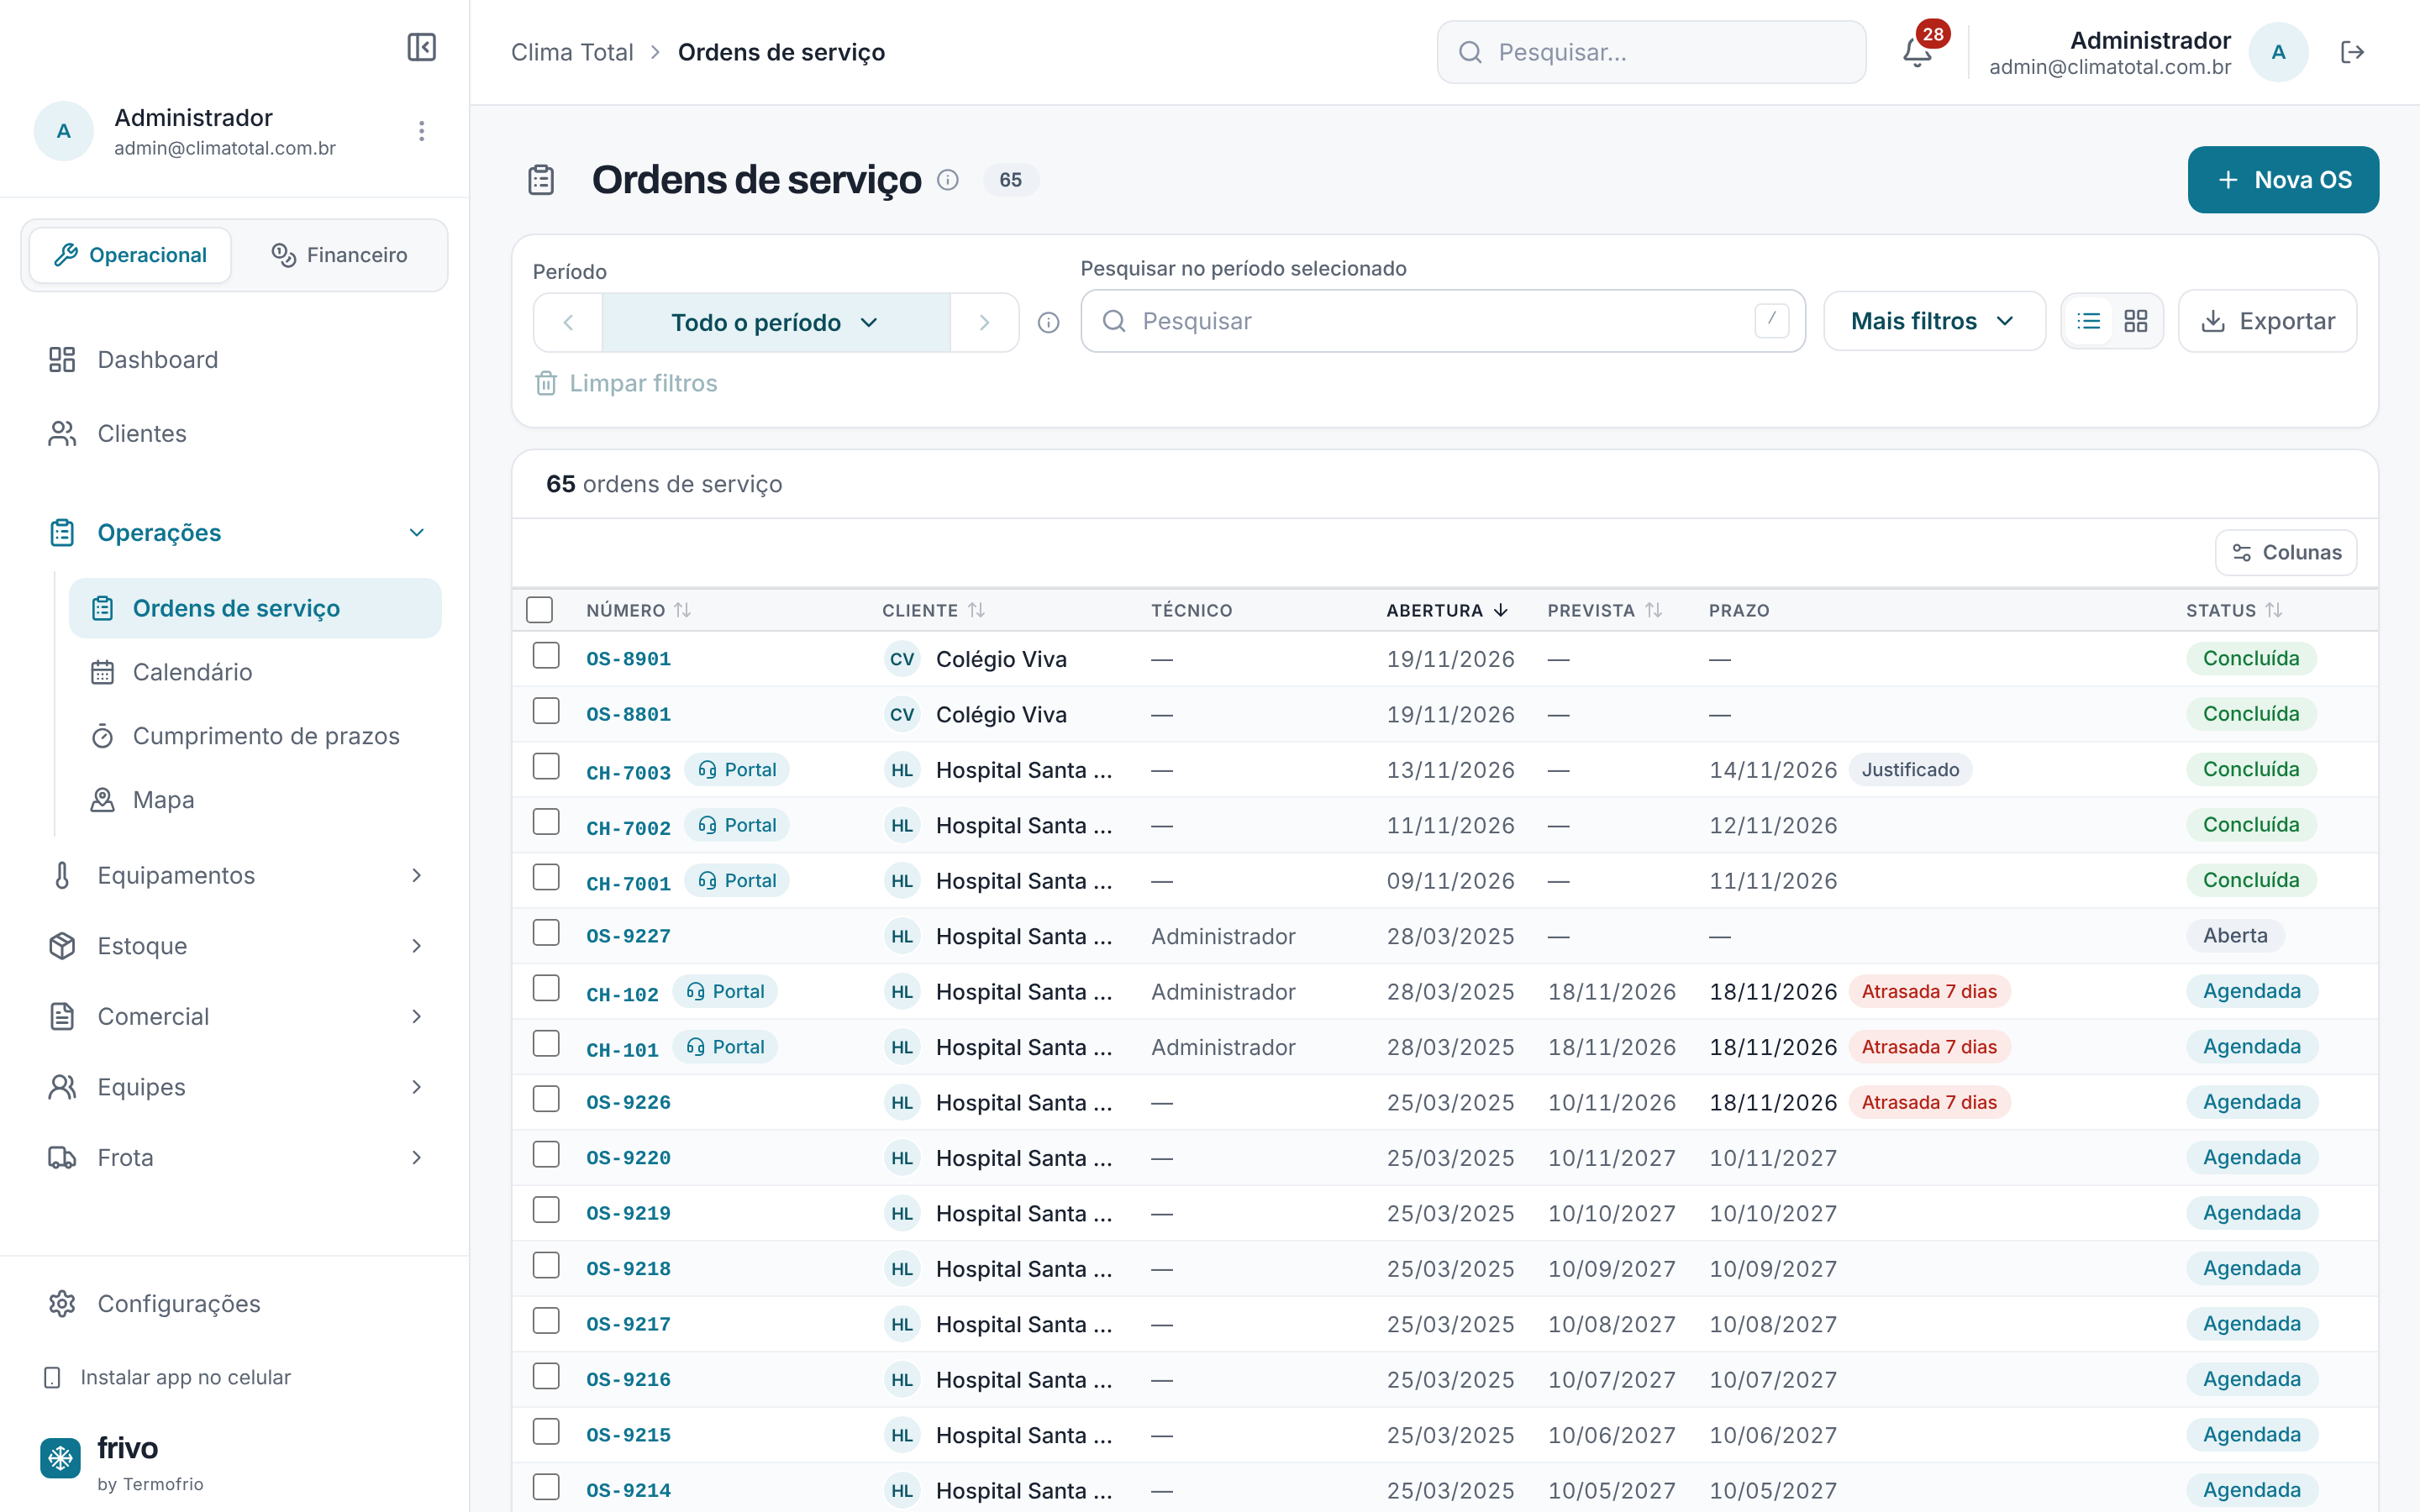 Administrador
admin@climatotal.com.br
A
Operacional
Financeiro
Dashboard
Clientes
Operações
Ordens de serviço
Calendário
Cumprimento de prazos
Mapa
Equipamentos
Estoque
Comercial
Equipes
Frota
Configurações
Instalar app no celular
frivo
by Termofrio
Clima Total > Ordens de serviço
Pesquisar...
28
Administrador
admin@climatotal.com.br
A
Ordens de serviço 65
Nova OS
Período
Todo o período
Pesquisar no período selecionado
Pesquisar /
Mais filtros
Exportar
Limpar filtros
65 ordens de serviço
Colunas
NÚMERO CLIENTE TÉCNICO ABERTURA PREVISTA PRAZO STATUS
OS-8901 CV Colégio Viva — 19/11/2026 — — Concluída
OS-8801 CV Colégio Viva — 19/11/2026 — — Concluída
CH-7003 Portal HL Hospital Santa ... — 13/11/2026 — 14/11/2026 Justificado Concluída
CH-7002 Portal HL Hospital Santa ... — 11/11/2026 — 12/11/2026 Concluída
CH-7001 Portal HL Hospital Santa ... — 09/11/2026 — 11/11/2026 Concluída
OS-9227 HL Hospital Santa ... Administrador 28/03/2025 — — Aberta
CH-102 Portal HL Hospital Santa ... Administrador 28/03/2025 18/11/2026 18/11/2026 Atrasada 7 dias Agendada
CH-101 Portal HL Hospital Santa ... Administrador 28/03/2025 18/11/2026 18/11/2026 Atrasada 7 dias Agendada
OS-9226 HL Hospital Santa ... — 25/03/2025 10/11/2026 18/11/2026 Atrasada 7 dias Agendada
OS-9220 HL Hospital Santa ... — 25/03/2025 10/11/2027 10/11/2027 Agendada
OS-9219 HL Hospital Santa ... — 25/03/2025 10/10/2027 10/10/2027 Agendada
OS-9218 HL Hospital Santa ... — 25/03/2025 10/09/2027 10/09/2027 Agendada
OS-9217 HL Hospital Santa ... — 25/03/2025 10/08/2027 10/08/2027 Agendada
OS-9216 HL Hospital Santa ... — 25/03/2025 10/07/2027 10/07/2027 Agendada
OS-9215 HL Hospital Santa ... — 25/03/2025 10/06/2027 10/06/2027 Agendada
OS-9214 HL Hospital Santa ... — 25/03/2025 10/05/2027 10/05/2027 Agendada